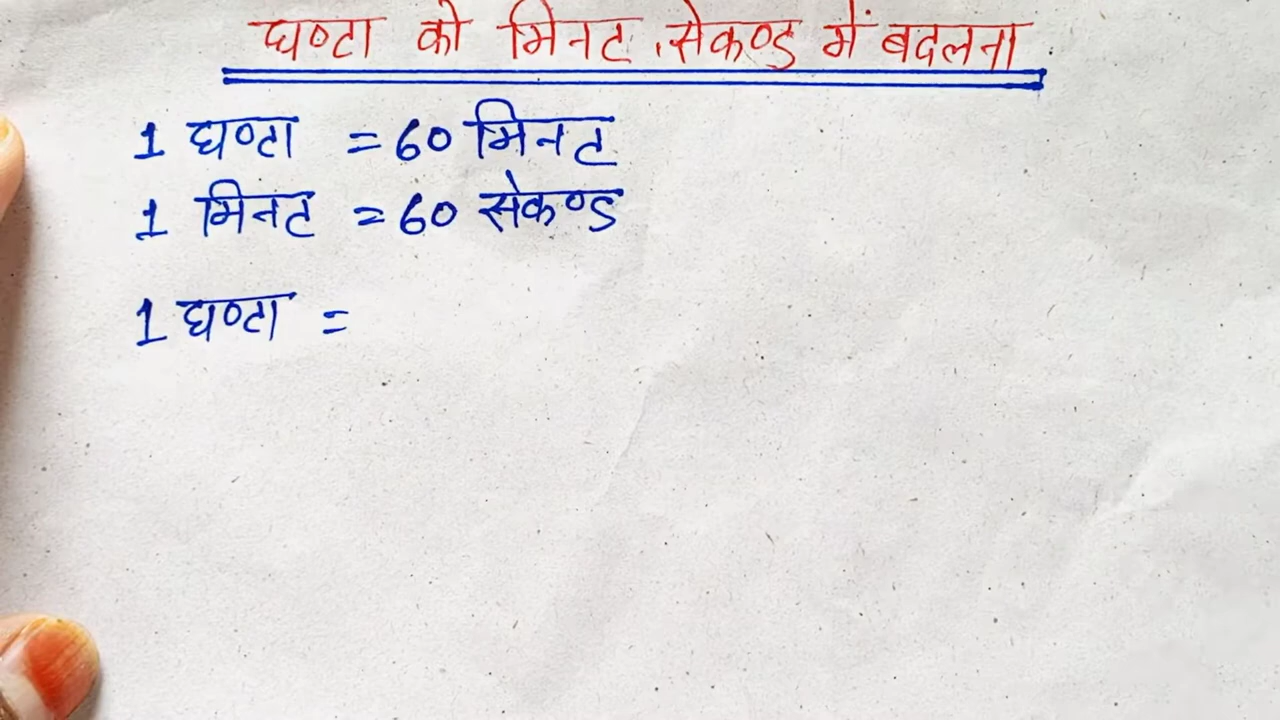 घण्टा को मिनट, सेकण्ड में बदलना
1 घण्टा = 60 मिनट
1 मिनट = 60 सेकण्ड
1 घण्टा =